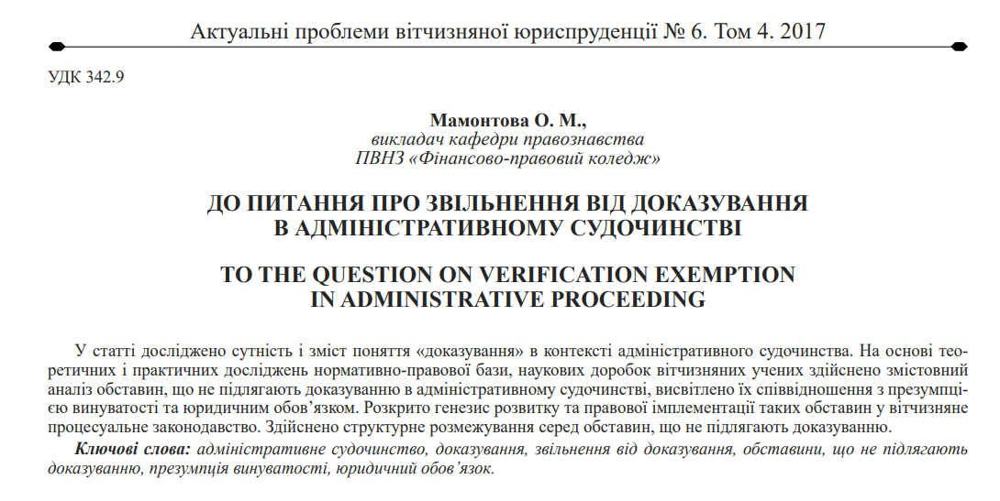 Актуальні проблеми вітчизняної юриспруденції № 6. Том 4. 2017
УДК 342.9
Мамонтова О. М.,
викладач кафедри правознавства
ПВНЗ «Фінансово-правовий коледж»
ДО ПИТАННЯ ПРО ЗВІЛЬНЕННЯ ВІД ДОКАЗУВАННЯ
В АДМІНІСТРАТИВНОМУ СУДОЧИНСТВІ
TO THE QUESTION ON VERIFICATION EXEMPTION
IN ADMINISTRATIVE PROCEEDING
У статті досліджено сутність і зміст поняття «доказування» в контексті адміністративного судочинства. На основі тео-
ретичних і практичних досліджень нормативно-правової бази, наукових доробок вітчизняних учених здійснено змістовний
аналіз обставин, що не підлягають доказуванню в адміністративному судочинстві, висвітлено їх співвідношення з презумпці-
єю винуватості та юридичним обов’язком. Розкрито генезис розвитку та правової імплементації таких обставин у вітчизняне
процесуальне законодавство. Здійснено структурне розмежування серед обставин, що не підлягають доказуванню.
Ключові слова: адміністративне судочинство, доказування, звільнення від доказування, обставини, що не підлягають
доказуванню, презумпція винуватості, юридичний обов’язок.